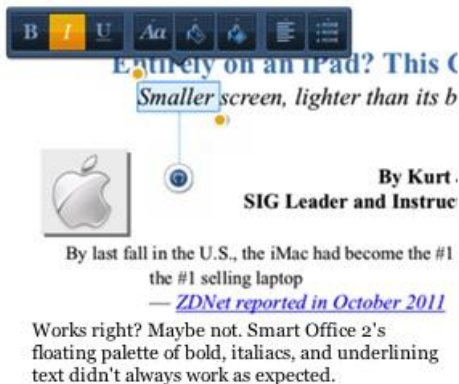 B I U Aa
Entirely on an iPad? This
Smaller screen, lighter than its b
By Kurt
SIG Leader and Instruc
By last fall in the U.S., the iMac had become the #1
the #1 selling laptop
— ZDNet reported in October 2011
Works right? Maybe not. Smart Office 2's
floating palette of bold, italiacs, and underlining
text didn't always work as expected.